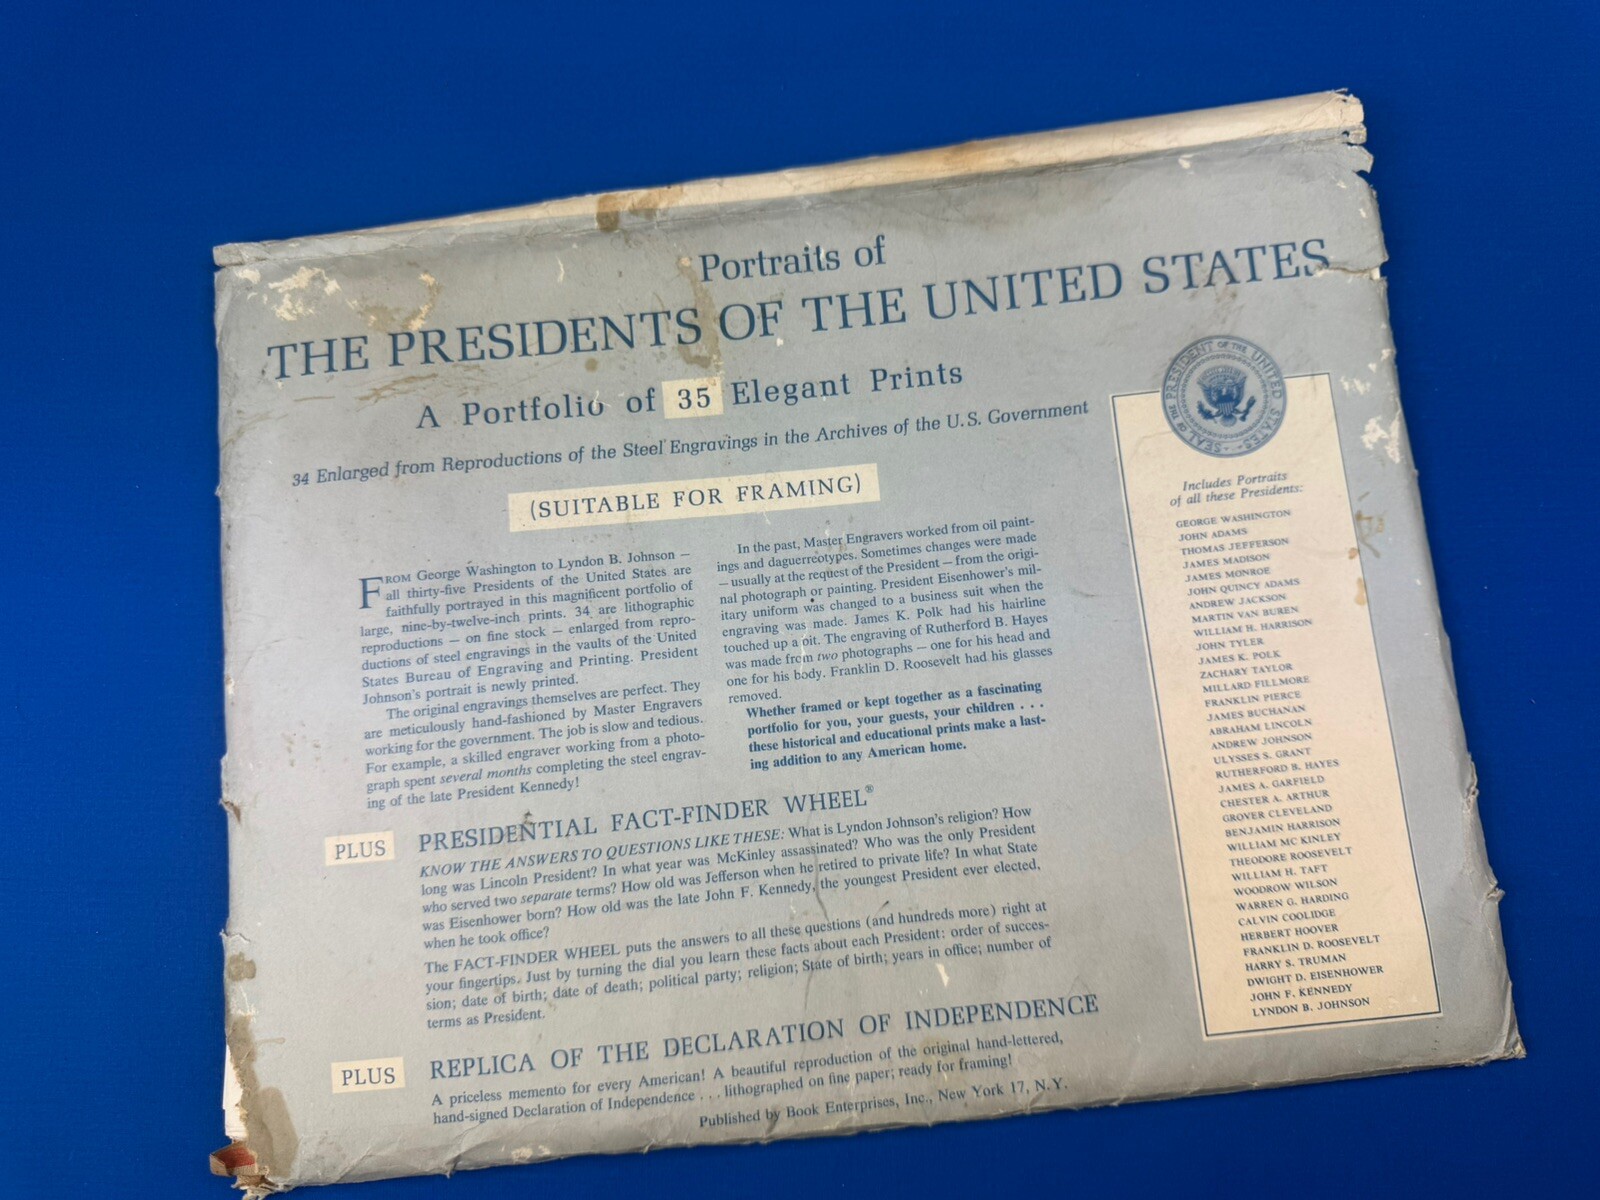 Portraits of
THE PRESIDENTS OF THE UNITED STATES
A Portfolio of 35 Elegant Prints
34 Enlarged from Reproductions of the Steel Engravings in the Archives of the U.S. Government
(SUITABLE FOR FRAMING)
FROM George Washington to Lyndon B. Johnson —
all thirty-five Presidents of the United States are
faithfully portrayed in this magnificent portfolio of
large, nine-by-twelve-inch prints. 34 are lithographic
reproductions — on fine stock — enlarged from repro-
ductions of steel engravings in the vaults of the United
States Bureau of Engraving and Printing. President
Johnson's portrait is newly printed.
The original engravings themselves are perfect. They
are meticulously hand-fashioned by Master Engravers
working for the government. The job is slow and tedious.
For example, a skilled engraver working from a photo-
graph spent several months completing the steel engrav-
ing of the late President Kennedy!
In the past, Master Engravers worked from oil paint-
ings and daguerreotypes. Sometimes changes were made
— usually at the request of the President — from the origi-
nal photograph or painting. President Eisenhower's mil-
itary uniform was changed to a business suit when the
engraving was made. James K. Polk had his hairline
touched up a bit. The engraving of Rutherford B. Hayes
was made from two photographs — one for his head and
one for his body. Franklin D. Roosevelt had his glasses
removed.
Whether framed or kept together as a fascinating
portfolio for you, your guests, your children . . .
these historical and educational prints make a last-
ing addition to any American home.
PLUS PRESIDENTIAL FACT-FINDER WHEEL®
KNOW THE ANSWERS TO QUESTIONS LIKE THESE: What is Lyndon Johnson's religion? How
long was Lincoln President? In what year was McKinley assassinated? Who was the only President
who served two separate terms? How old was Jefferson when he retired to private life? In what State
was Eisenhower born? How old was the late John F. Kennedy, the youngest President ever elected,
when he took office?
The FACT-FINDER WHEEL puts the answers to all these questions (and hundreds more) right at
your fingertips. Just by turning the dial you learn these facts about each President: order of succes-
sion; date of birth; date of death; political party; religion; State of birth; years in office; number of
terms as President.
PLUS REPLICA OF THE DECLARATION OF INDEPENDENCE
A priceless memento for every American! A beautiful reproduction of the original hand-lettered,
hand-signed Declaration of Independence . . . lithographed on fine paper; ready for framing!
Published by Book Enterprises, Inc., New York 17, N.Y.
SEAL OF THE PRESIDENT OF THE UNITED STATES
Includes Portraits
of all these Presidents:
GEORGE WASHINGTON
JOHN ADAMS
THOMAS JEFFERSON
JAMES MADISON
JAMES MONROE
JOHN QUINCY ADAMS
ANDREW JACKSON
MARTIN VAN BUREN
WILLIAM H. HARRISON
JOHN TYLER
JAMES K. POLK
ZACHARY TAYLOR
MILLARD FILLMORE
FRANKLIN PIERCE
JAMES BUCHANAN
ABRAHAM LINCOLN
ANDREW JOHNSON
ULYSSES S. GRANT
RUTHERFORD B. HAYES
JAMES A. GARFIELD
CHESTER A. ARTHUR
GROVER CLEVELAND
BENJAMIN HARRISON
WILLIAM MC KINLEY
THEODORE ROOSEVELT
WILLIAM H. TAFT
WOODROW WILSON
WARREN G. HARDING
CALVIN COOLIDGE
HERBERT HOOVER
FRANKLIN D. ROOSEVELT
HARRY S. TRUMAN
DWIGHT D. EISENHOWER
JOHN F. KENNEDY
LYNDON B. JOHNSON